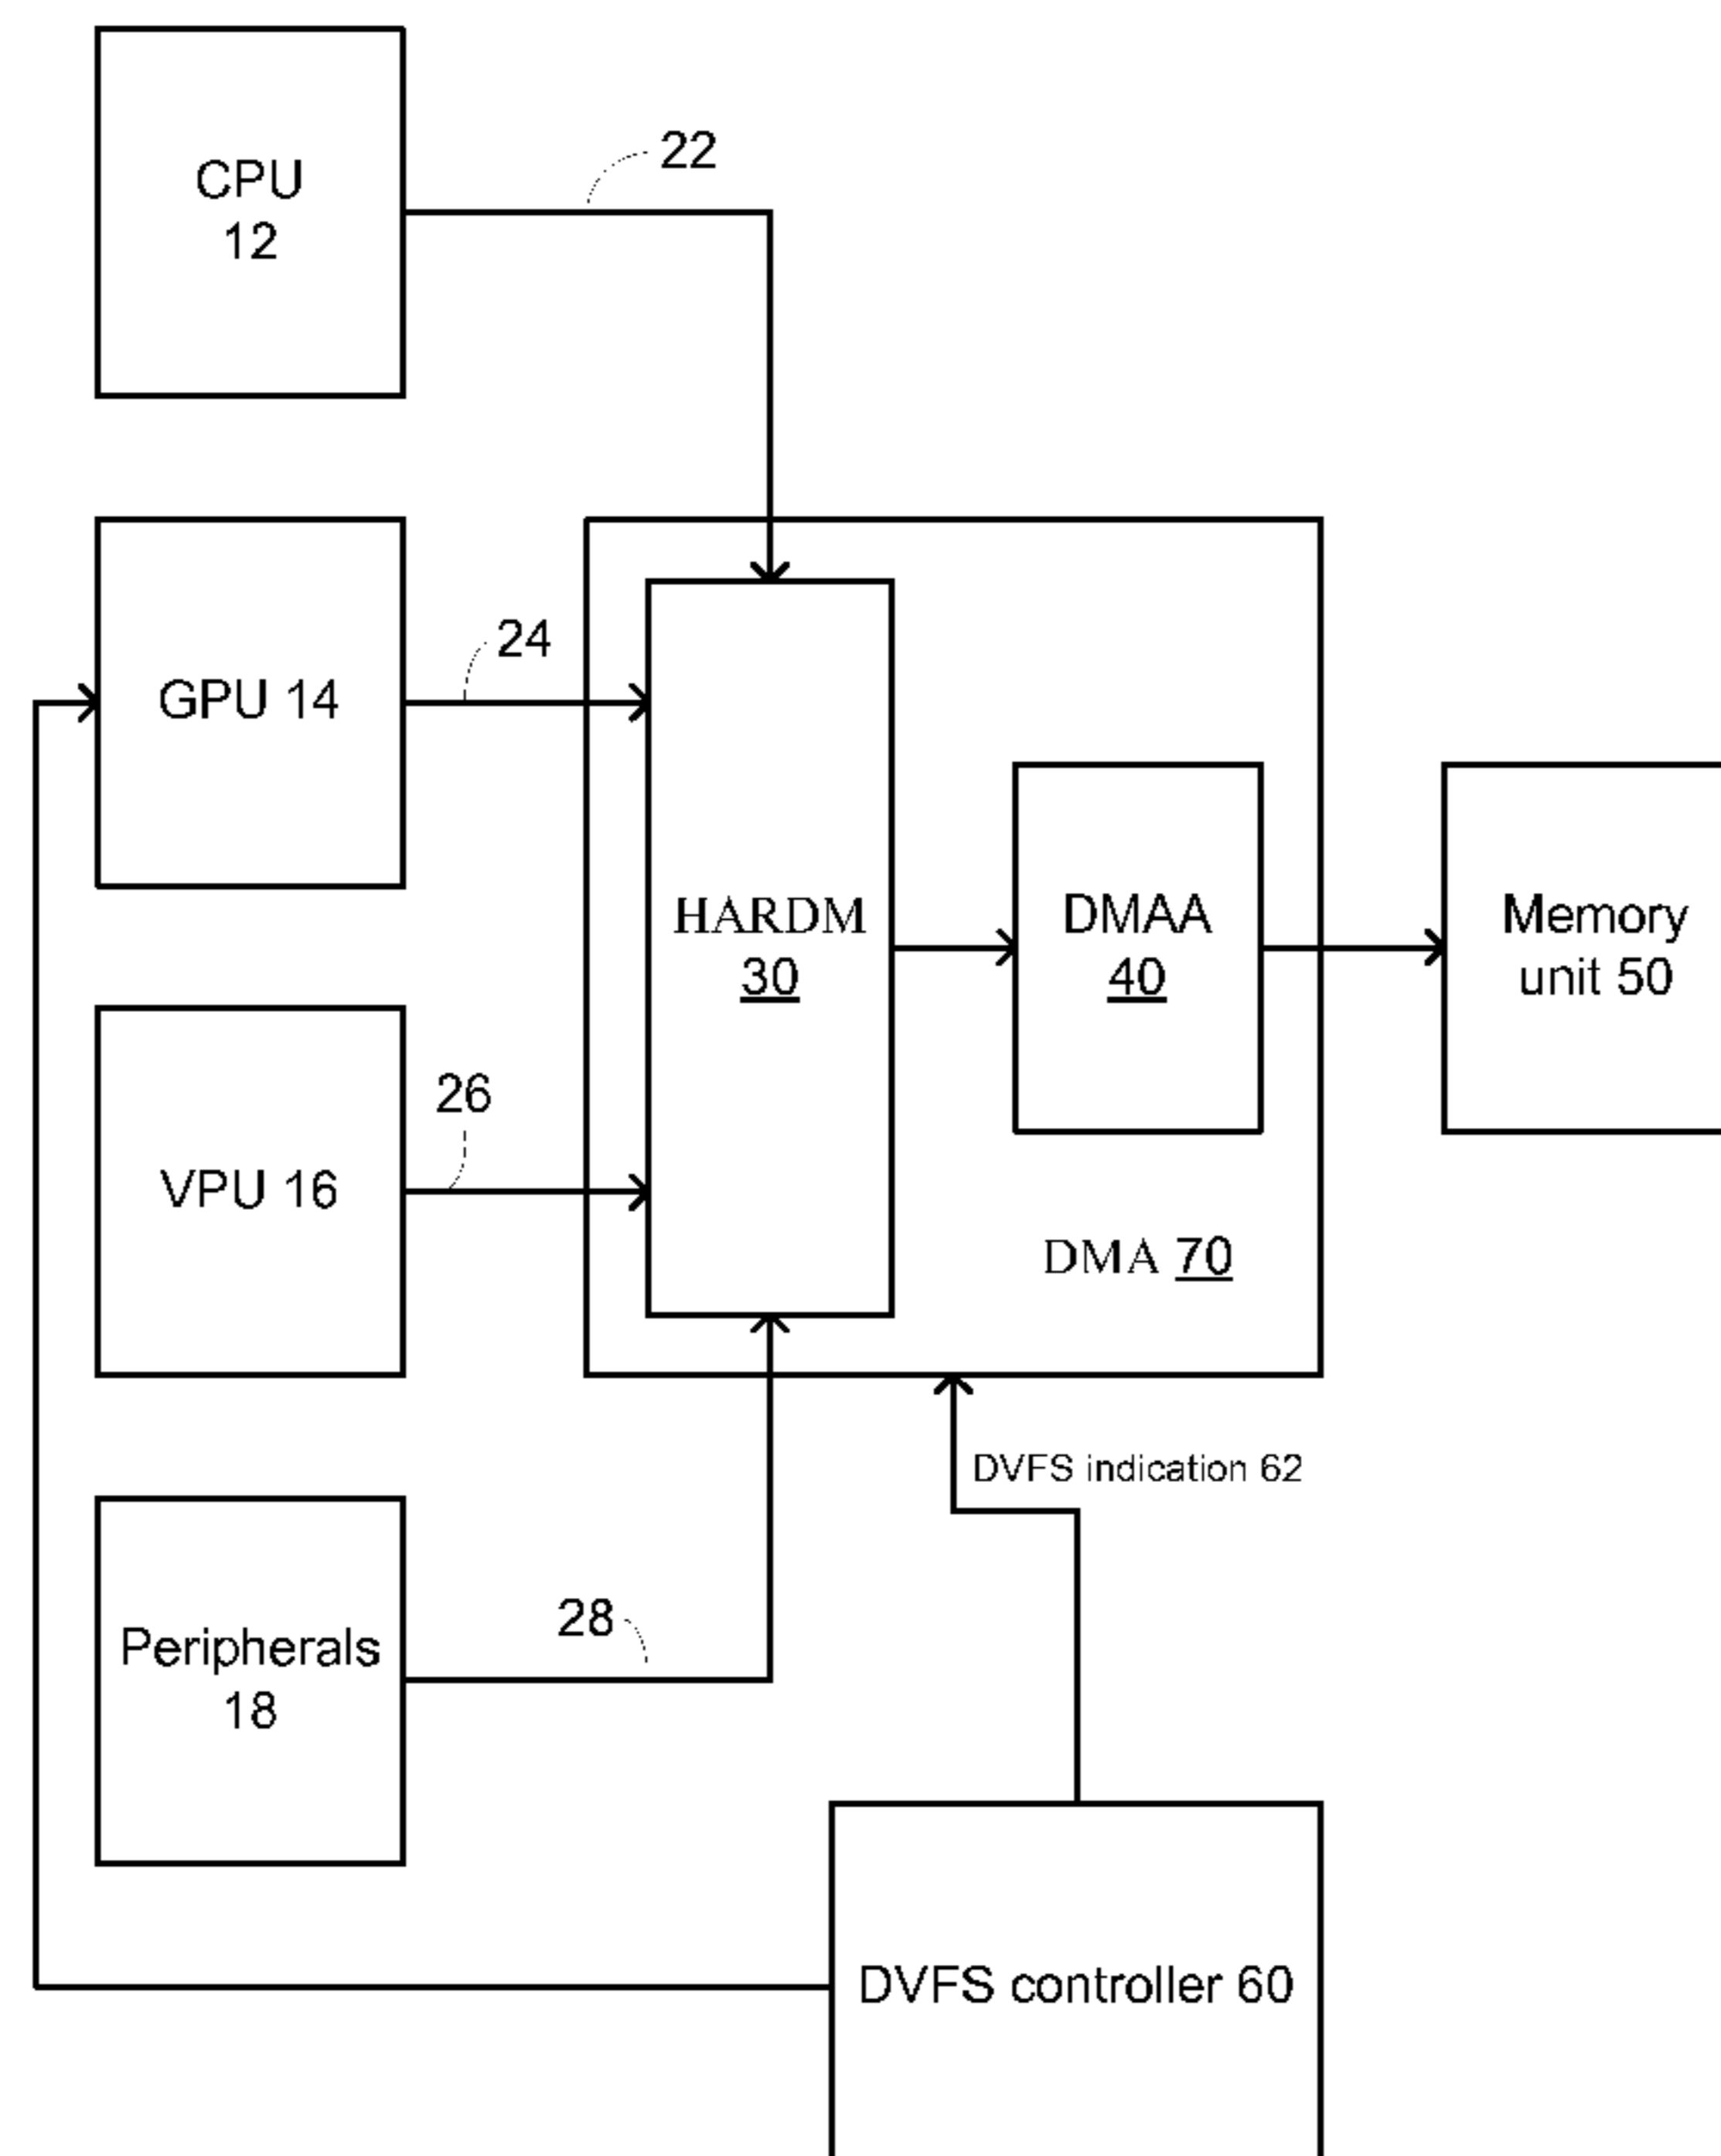 CPU
12
22
GPU 14
24
HARDM
30
DMAA
40
Memory
unit 50
VPU 16
26
DMA 70
DVFS indication 62
Peripherals
18
28
DVFS controller 60